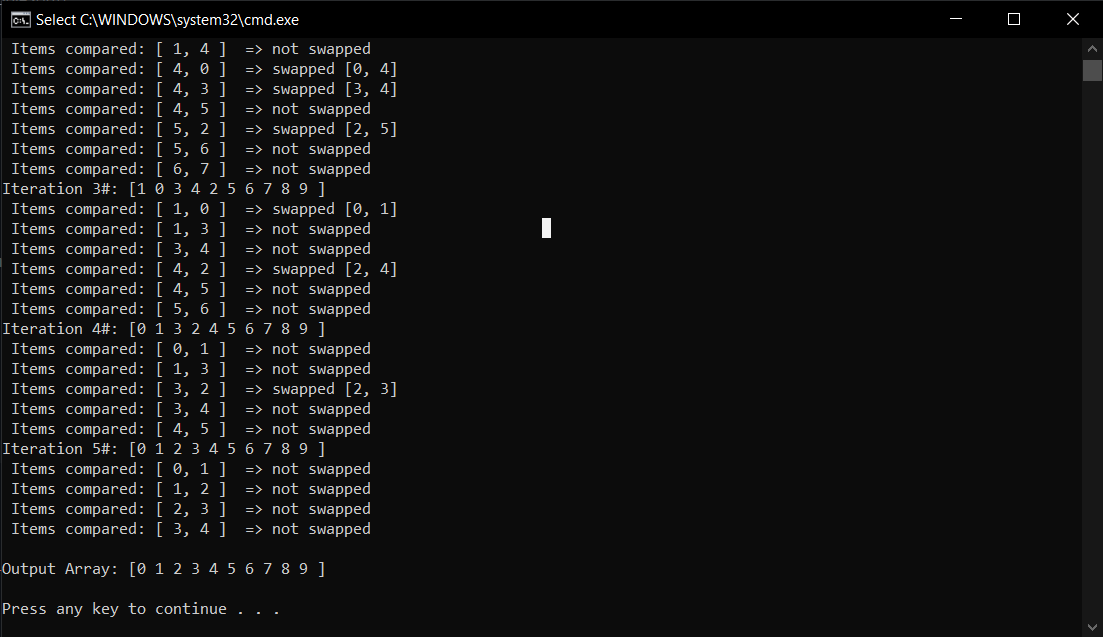 Select C:\WINDOWS\system32\cmd.exe
Items compared: [ 1, 4 ]  => not swapped
Items compared: [ 4, 0 ]  => swapped [0, 4]
Items compared: [ 4, 3 ]  => swapped [3, 4]
Items compared: [ 4, 5 ]  => not swapped
Items compared: [ 5, 2 ]  => swapped [2, 5]
Items compared: [ 5, 6 ]  => not swapped
Items compared: [ 6, 7 ]  => not swapped
Iteration 3#: [1 0 3 4 2 5 6 7 8 9 ]
Items compared: [ 1, 0 ]  => swapped [0, 1]
Items compared: [ 1, 3 ]  => not swapped
Items compared: [ 3, 4 ]  => not swapped
Items compared: [ 4, 2 ]  => swapped [2, 4]
Items compared: [ 4, 5 ]  => not swapped
Items compared: [ 5, 6 ]  => not swapped
Iteration 4#: [0 1 3 2 4 5 6 7 8 9 ]
Items compared: [ 0, 1 ]  => not swapped
Items compared: [ 1, 3 ]  => not swapped
Items compared: [ 3, 2 ]  => swapped [2, 3]
Items compared: [ 3, 4 ]  => not swapped
Items compared: [ 4, 5 ]  => not swapped
Iteration 5#: [0 1 2 3 4 5 6 7 8 9 ]
Items compared: [ 0, 1 ]  => not swapped
Items compared: [ 1, 2 ]  => not swapped
Items compared: [ 2, 3 ]  => not swapped
Items compared: [ 3, 4 ]  => not swapped
Output Array: [0 1 2 3 4 5 6 7 8 9 ]
Press any key to continue . . .